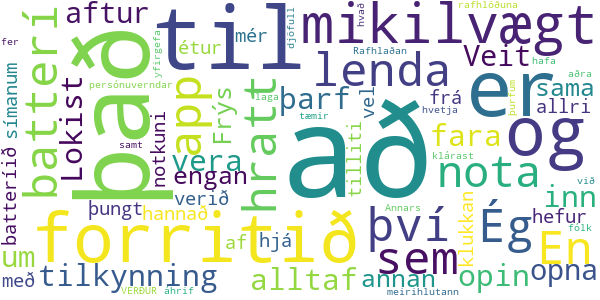 aftur
það
til
mikilvægt
hvað
rafhlöðuna
fer
djöfull
mér
Rafhlaðan
hafa
yfirgefa
étur
lenda
Veit
er
aðra
batterí
símanum
Lokist
app
persónuverndar
Frýs
hratt
að
þarf
vel
frá
sama
allri
þurfum
og
laga
hvetja
tæmir
batteríið
samt
notkuni
vera
engan
tilliti
fara
klárast
nota
við
inn
þungt
verið
hannað
forritið
því
Ég
klukkan
En
hefur
Annars
fólk
um
af
hjá
sem
opin
opna
með
tilkynning
alltaf
annan
VERÐUR
áhrif
meirihlutann